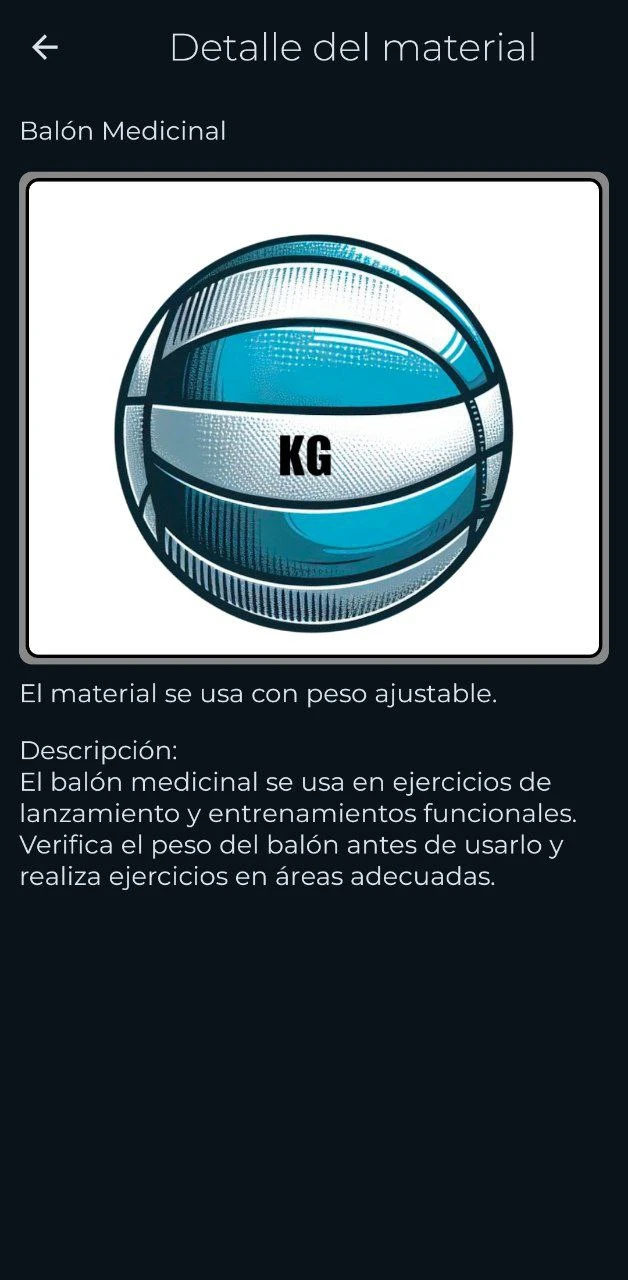 Detalle del material
Balón Medicinal
KG
El material se usa con peso ajustable.
Descripción:
El balón medicinal se usa en ejercicios de
lanzamiento y entrenamientos funcionales.
Verifica el peso del balón antes de usarlo y
realiza ejercicios en áreas adecuadas.